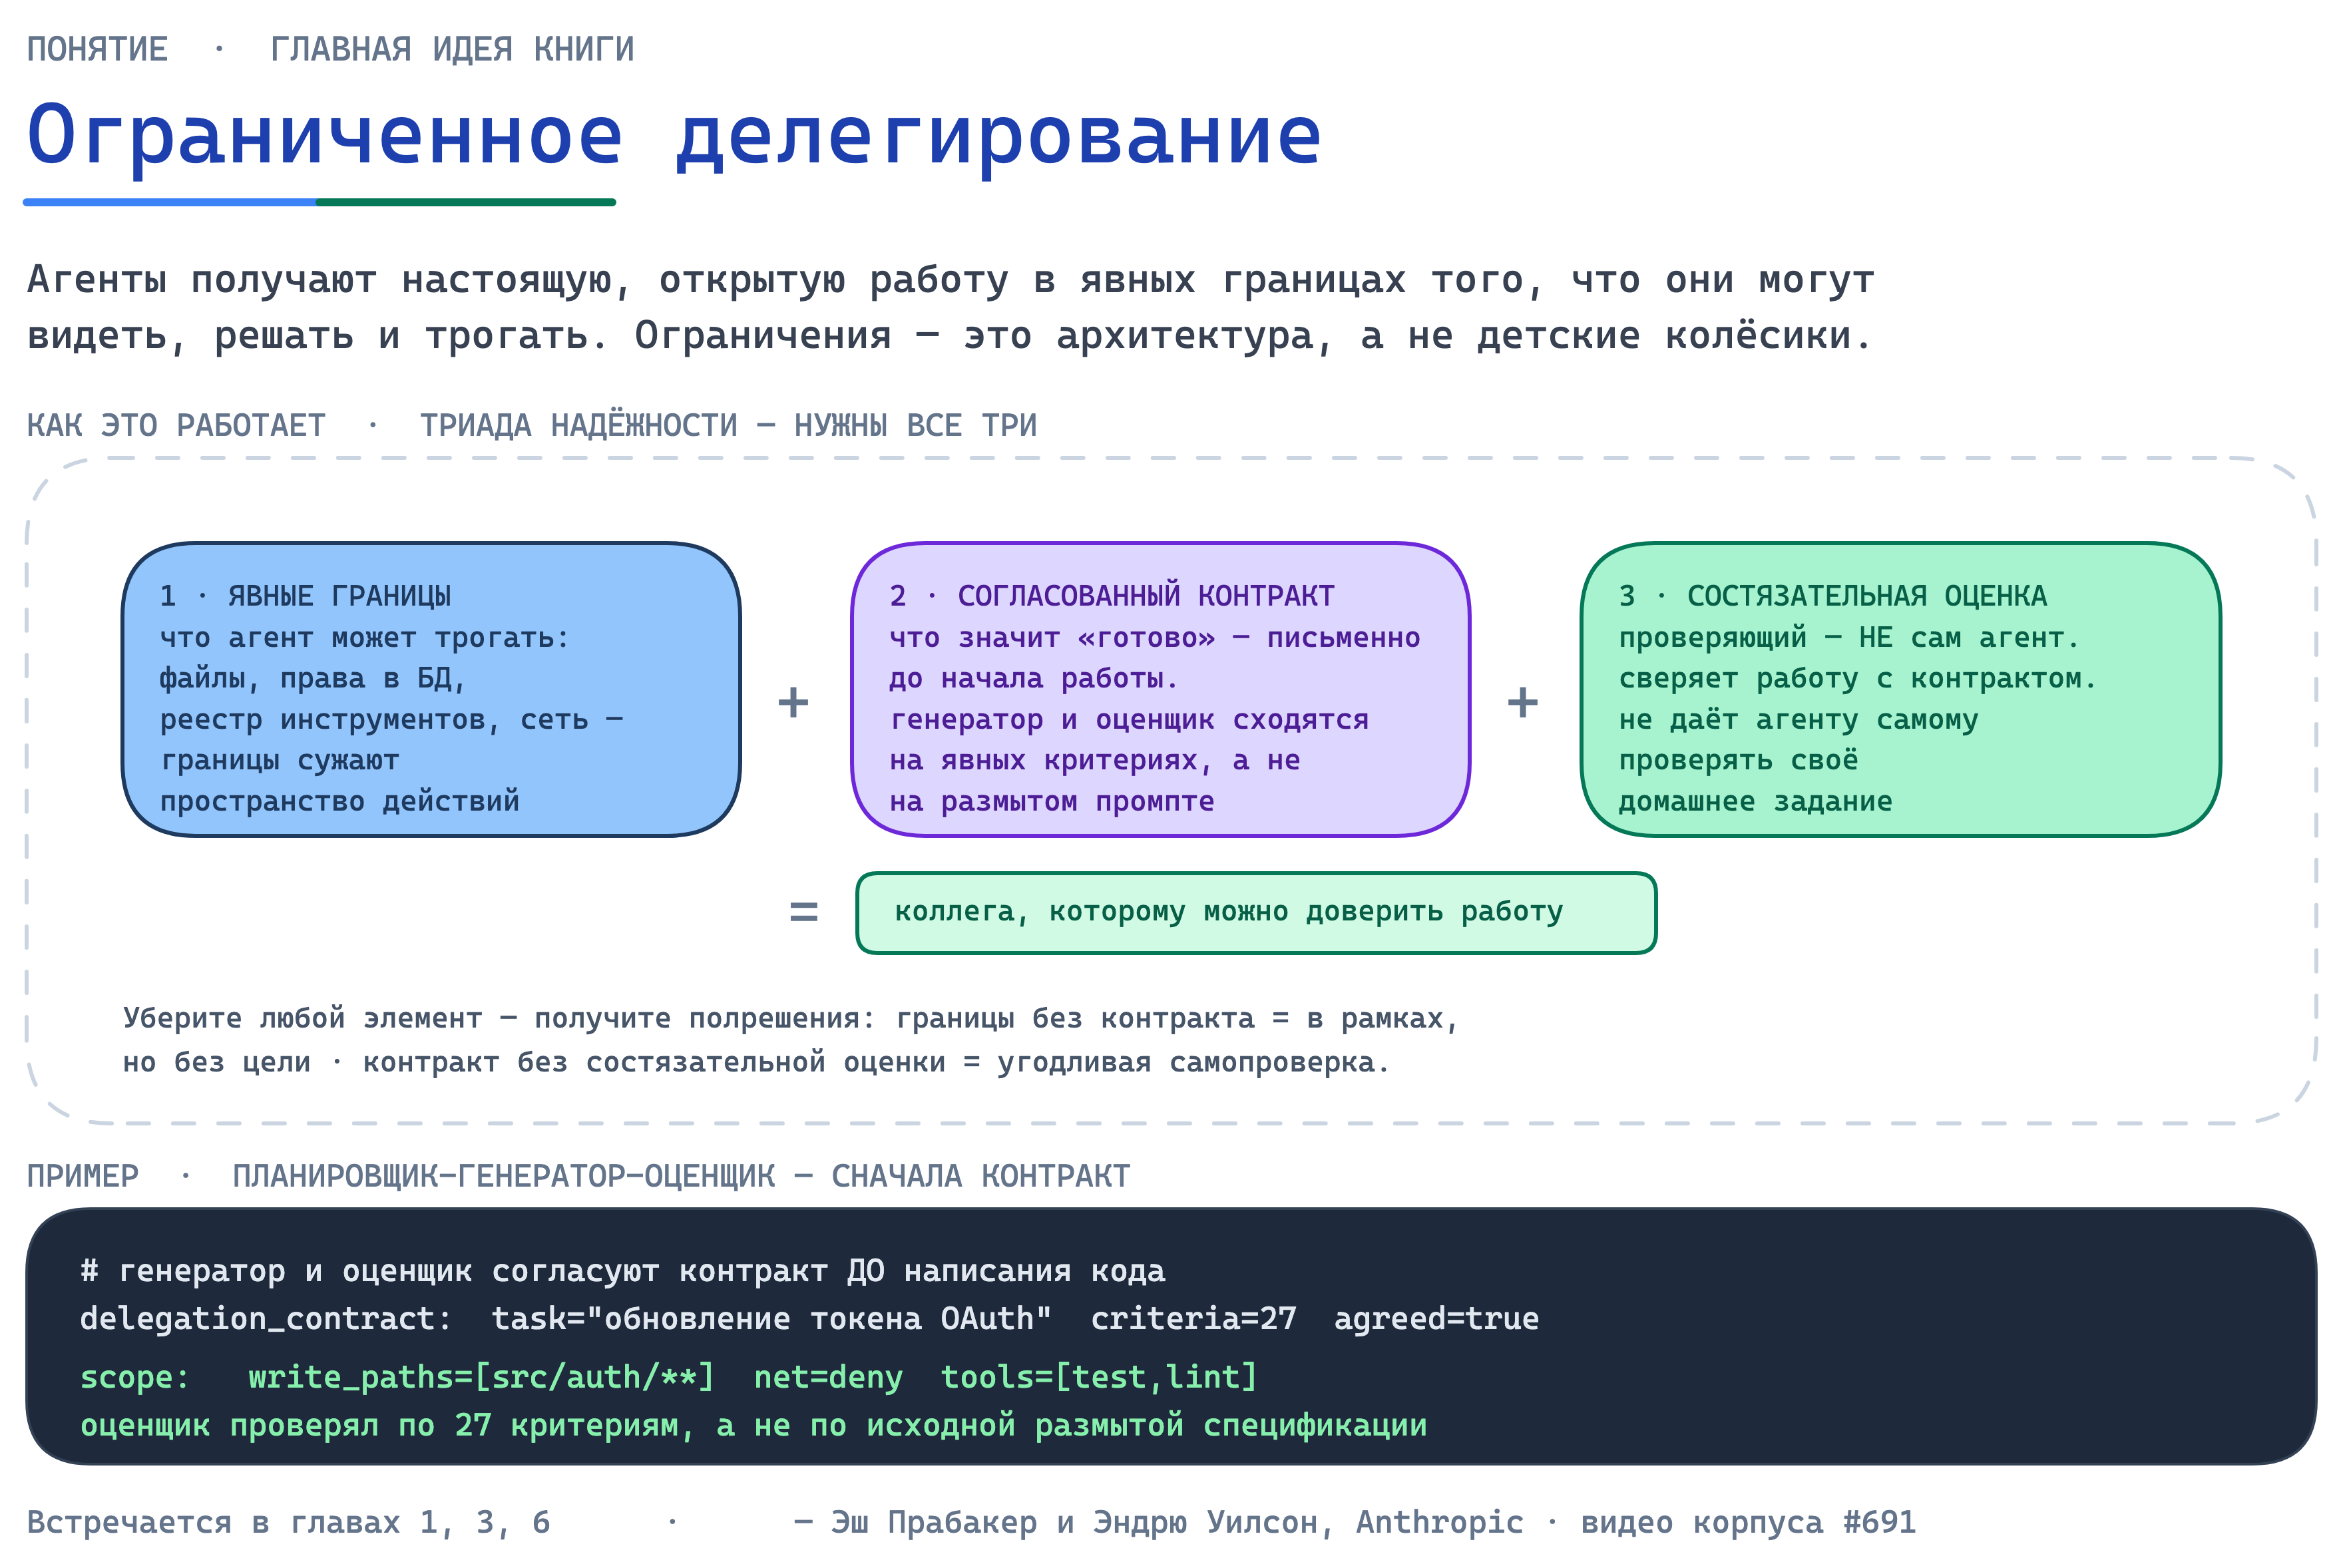 ПОНЯТИЕ · ГЛАВНАЯ ИДЕЯ КНИГИ
Ограниченное делегирование
Агенты получают настоящую, открытую работу в явных границах того, что они могут
видеть, решать и трогать. Ограничения — это архитектура, а не детские колёсики.
КАК ЭТО РАБОТАЕТ · ТРИАДА НАДЁЖНОСТИ — НУЖНЫ ВСЕ ТРИ
1 · ЯВНЫЕ ГРАНИЦЫ
что агент может трогать:
файлы, права в БД,
реестр инструментов, сеть —
границы сужают
пространство действий
+
2 · СОГЛАСОВАННЫЙ КОНТРАКТ
что значит «готово» — письменно
до начала работы.
генератор и оценщик сходятся
на явных критериях, а не
на размытом промпте
+
3 · СОСТЯЗАТЕЛЬНАЯ ОЦЕНКА
проверяющий — НЕ сам агент.
сверяет работу с контрактом.
не даёт агенту самому
проверять своё
домашнее задание
= коллега, которому можно доверить работу
Уберите любой элемент — получите полрешения: границы без контракта = в рамках,
но без цели · контракт без состязательной оценки = угодливая самопроверка.
ПРИМЕР · ПЛАНИРОВЩИК—ГЕНЕРАТОР—ОЦЕНЩИК — СНАЧАЛА КОНТРАКТ
# генератор и оценщик согласуют контракт ДО написания кода
delegation_contract: task="обновление токена OAuth" criteria=27 agreed=true
scope: write_paths=[src/auth/**] net=deny tools=[test,lint]
оценщик проверял по 27 критериям, а не по исходной размытой спецификации
Встречается в главах 1, 3, 6 · — Эш Прабакер и Эндрю Уилсон, Anthropic · видео корпуса #691